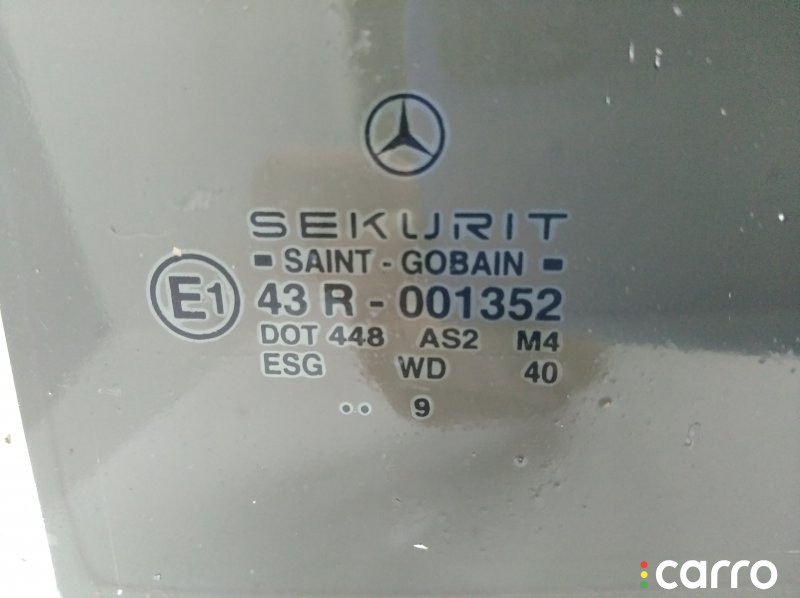 SEKURIT
SAINT - GOBAIN
E1 43 R - 001352
DOT 448 AS2 M4
ESG WD 40
.. 9
carro